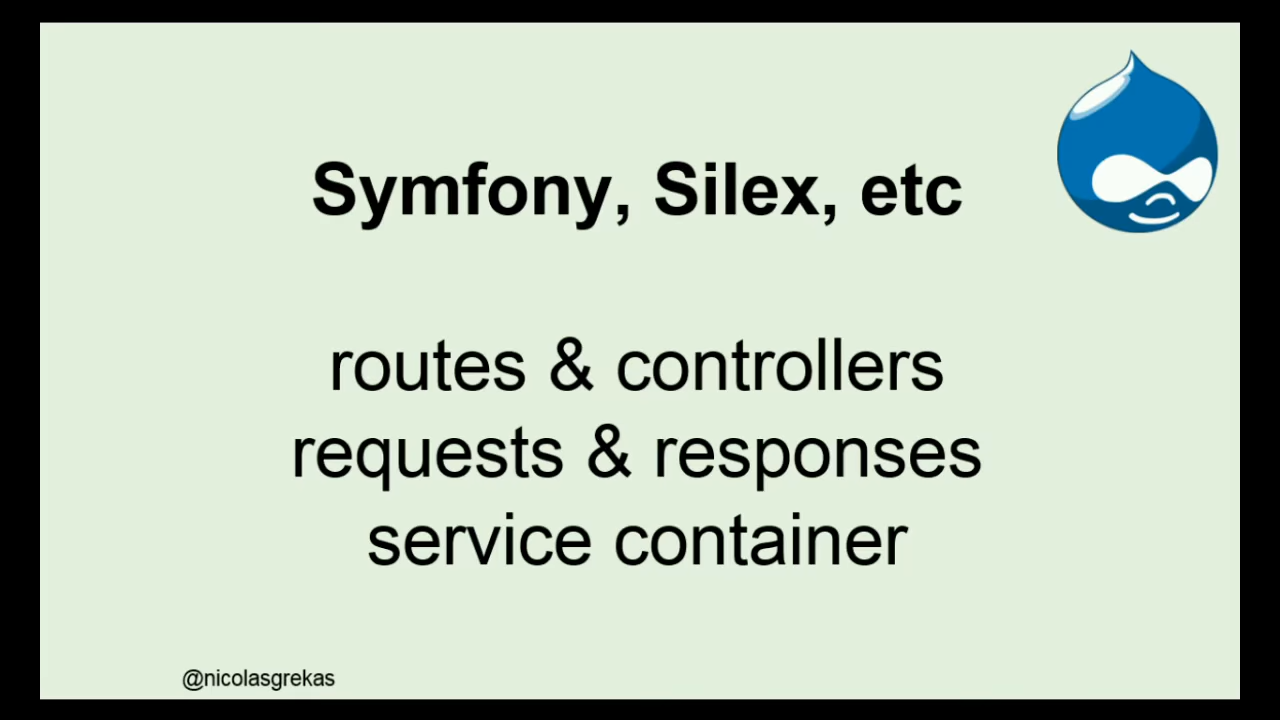 Symfony, Silex, etc
routes & controllers
requests & responses
service container
@nicolasgrekas